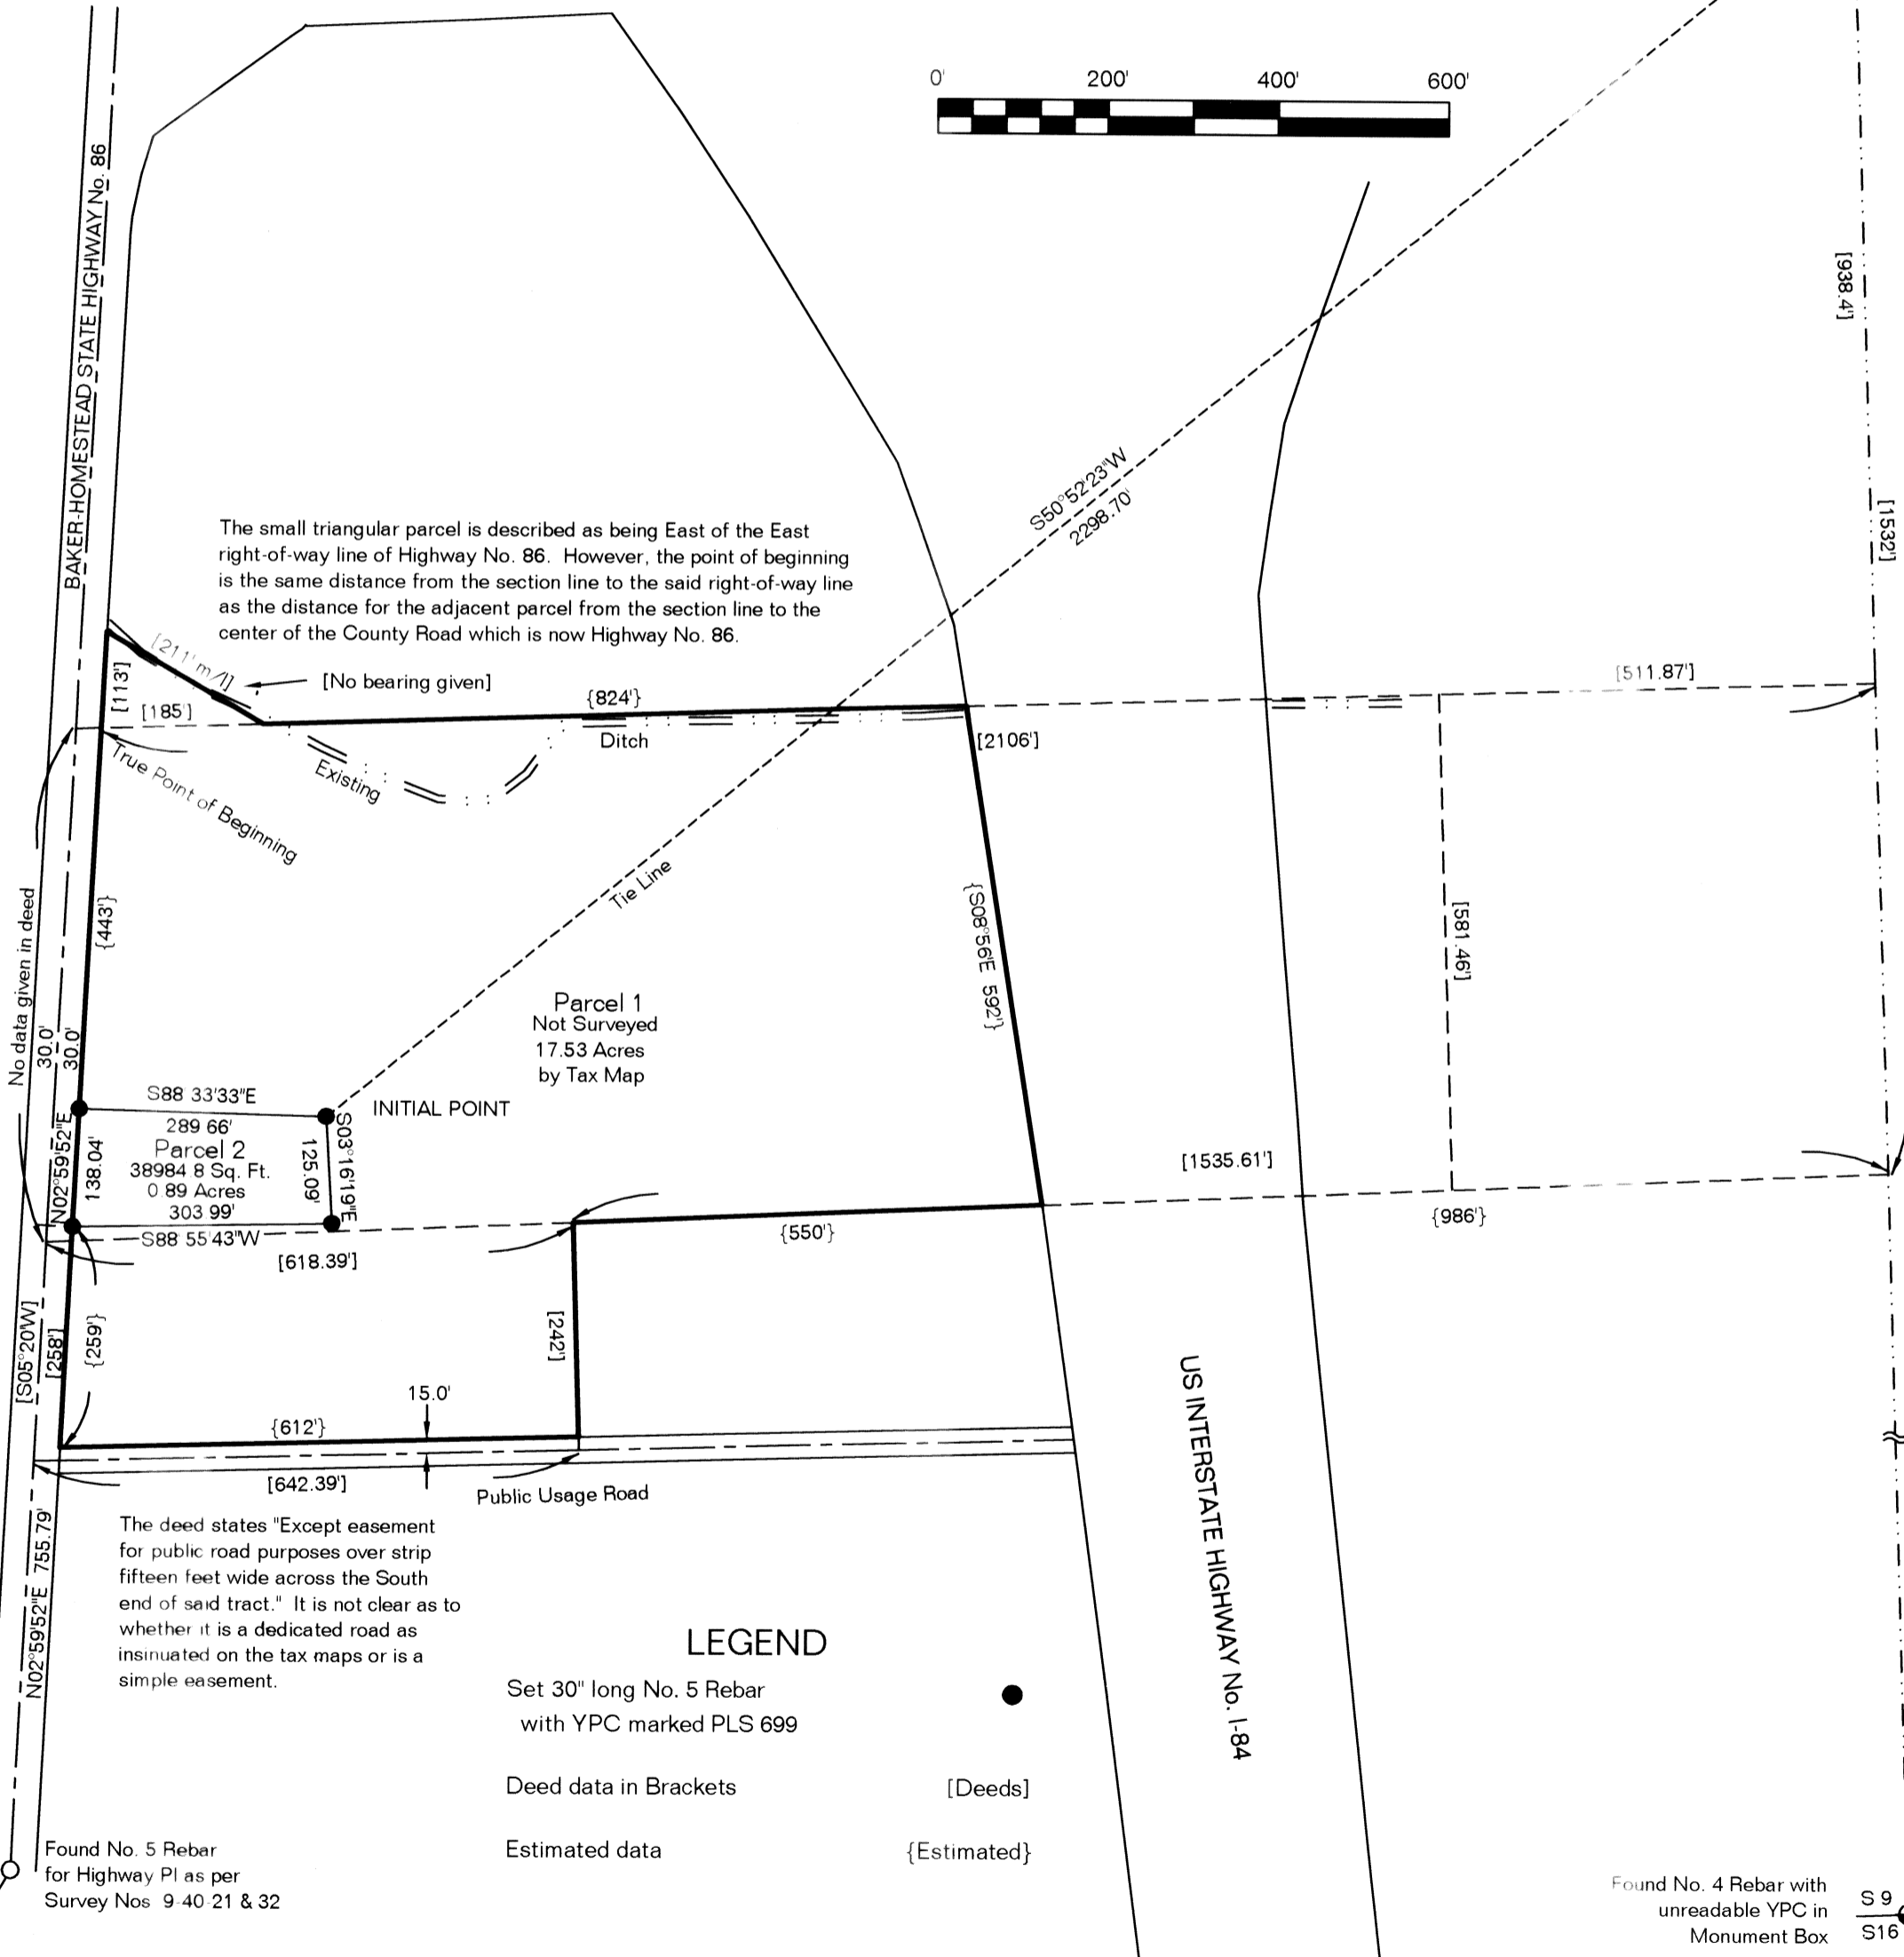 0' 200' 400' 600'
BAKER-HOMESTEAD STATE HIGHWAY No. 86
[938.4']
[1532']
S50°52'23"W
2298.70'
The small triangular parcel is described as being East of the East
right-of-way line of Highway No. 86. However, the point of beginning
is the same distance from the section line to the said right-of-way line
as the distance for the adjacent parcel from the section line to the
center of the County Road which is now Highway No. 86.
[211' m/l]
[No bearing given]
[113']
[185']
{824'}
[511.87']
Ditch
[2106']
Existing
True Point of Beginning
Tie Line
{443'}
No data given in deed
{S08°56'E 592'}
[581.46']
Parcel 1
Not Surveyed
17.53 Acres
by Tax Map
30.0'
30.0'
S88 33'33"E
289 66'
INITIAL POINT
Parcel 2
38984 8 Sq. Ft.
0 89 Acres
303 99'
S88 55'43"W
N02°59'52"E
138.04'
125.09'
S03°16'19"E
[1535.61']
{986'}
{550'}
[618.39']
[S05°20'W]
[258']
{259'}
[242']
15.0'
{612'}
[642.39']
Public Usage Road
US INTERSTATE HIGHWAY No. I-84
N02°59'52"E 755.79'
The deed states "Except easement
for public road purposes over strip
fifteen feet wide across the South
end of said tract." It is not clear as to
whether it is a dedicated road as
insinuated on the tax maps or is a
simple easement.
LEGEND
Set 30" long No. 5 Rebar
with YPC marked PLS 699
Deed data in Brackets [Deeds]
Estimated data {Estimated}
Found No. 5 Rebar
for Highway PI as per
Survey Nos 9-40-21 & 32
Found No. 4 Rebar with
unreadable YPC in
Monument Box
S 9
S16